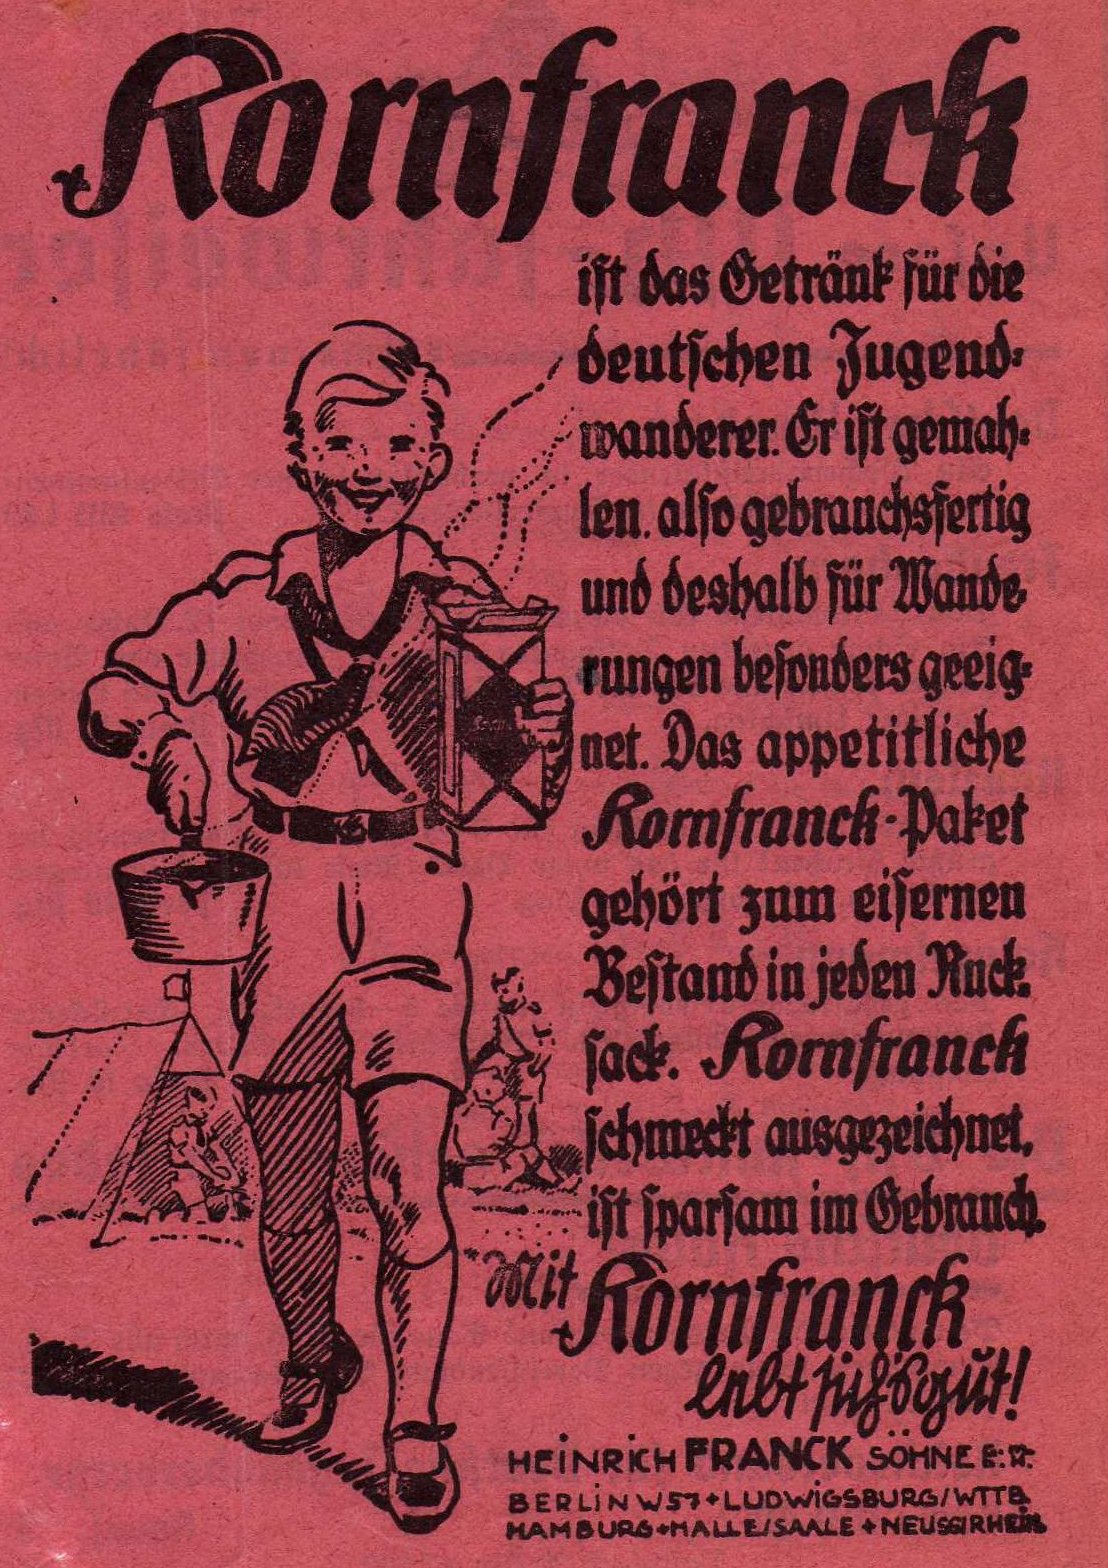 Kornfranck
ist das Getränk für die
deutschen Jugend-
wanderer. Er ist gemah-
len, also gebrauchsfertig
und deshalb für Wande-
rungen besonders geeig-
net. Das appetitliche
Kornfranck-Paket
gehört zum eisernen
Bestand in jeden Ruck-
sack. Kornfranck
schmeckt ausgezeichnet,
ist sparsam im Gebrauch.
Mit Kornfranck
lebt sich's gut!
HEINRICH FRANCK SÖHNE
BERLIN W57+LUDWIGSBURG/WTTB.
HAMBURG+HALLE/SAALE+NEUSS/RHEIN